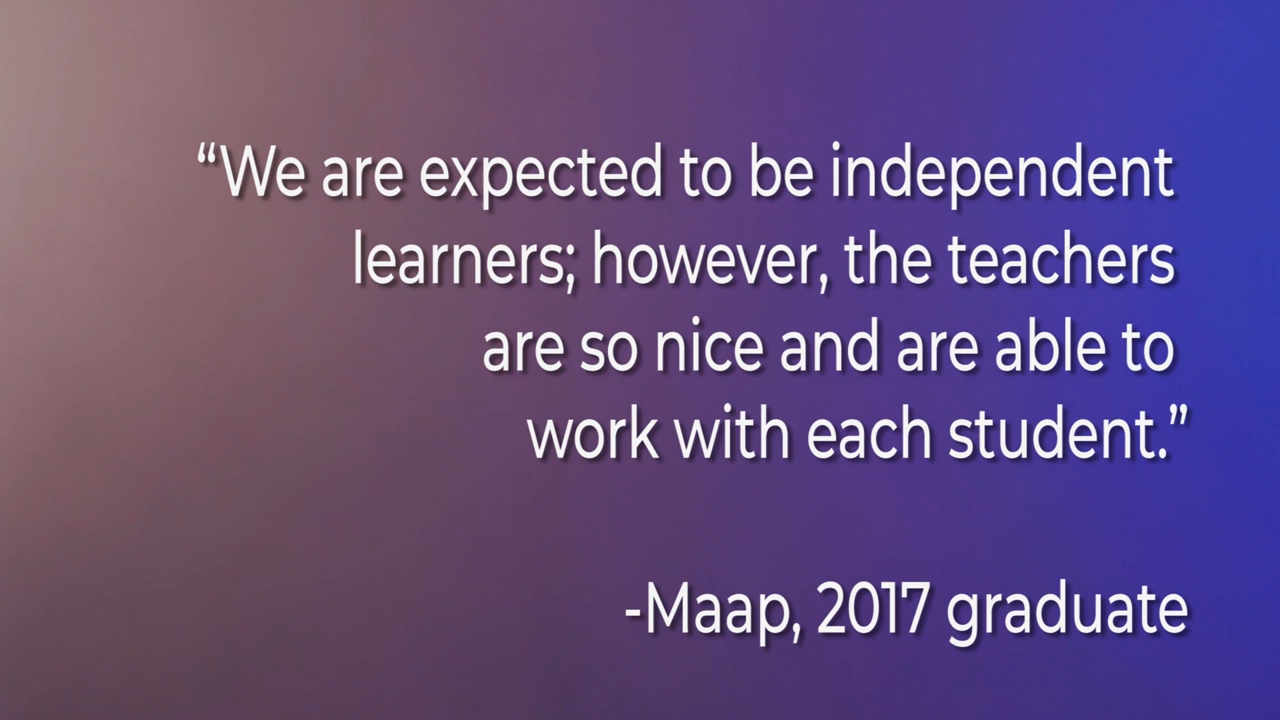 “We are expected to be independent
learners; however, the teachers
are so nice and are able to
work with each student.”
-Maap, 2017 graduate